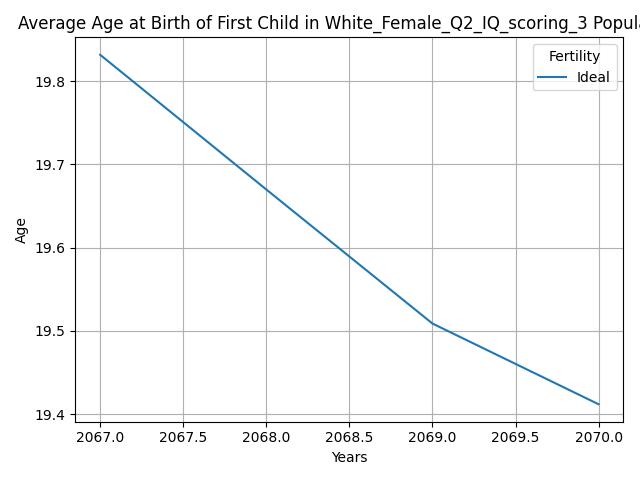 Average Age at Birth of First Child in White_Female_Q2_IQ_scoring_3 Popula
Fertility
Ideal
19.8
19.7
19.6
19.5
19.4
Age
2067.0 2067.5 2068.0 2068.5 2069.0 2069.5 2070.0
Years